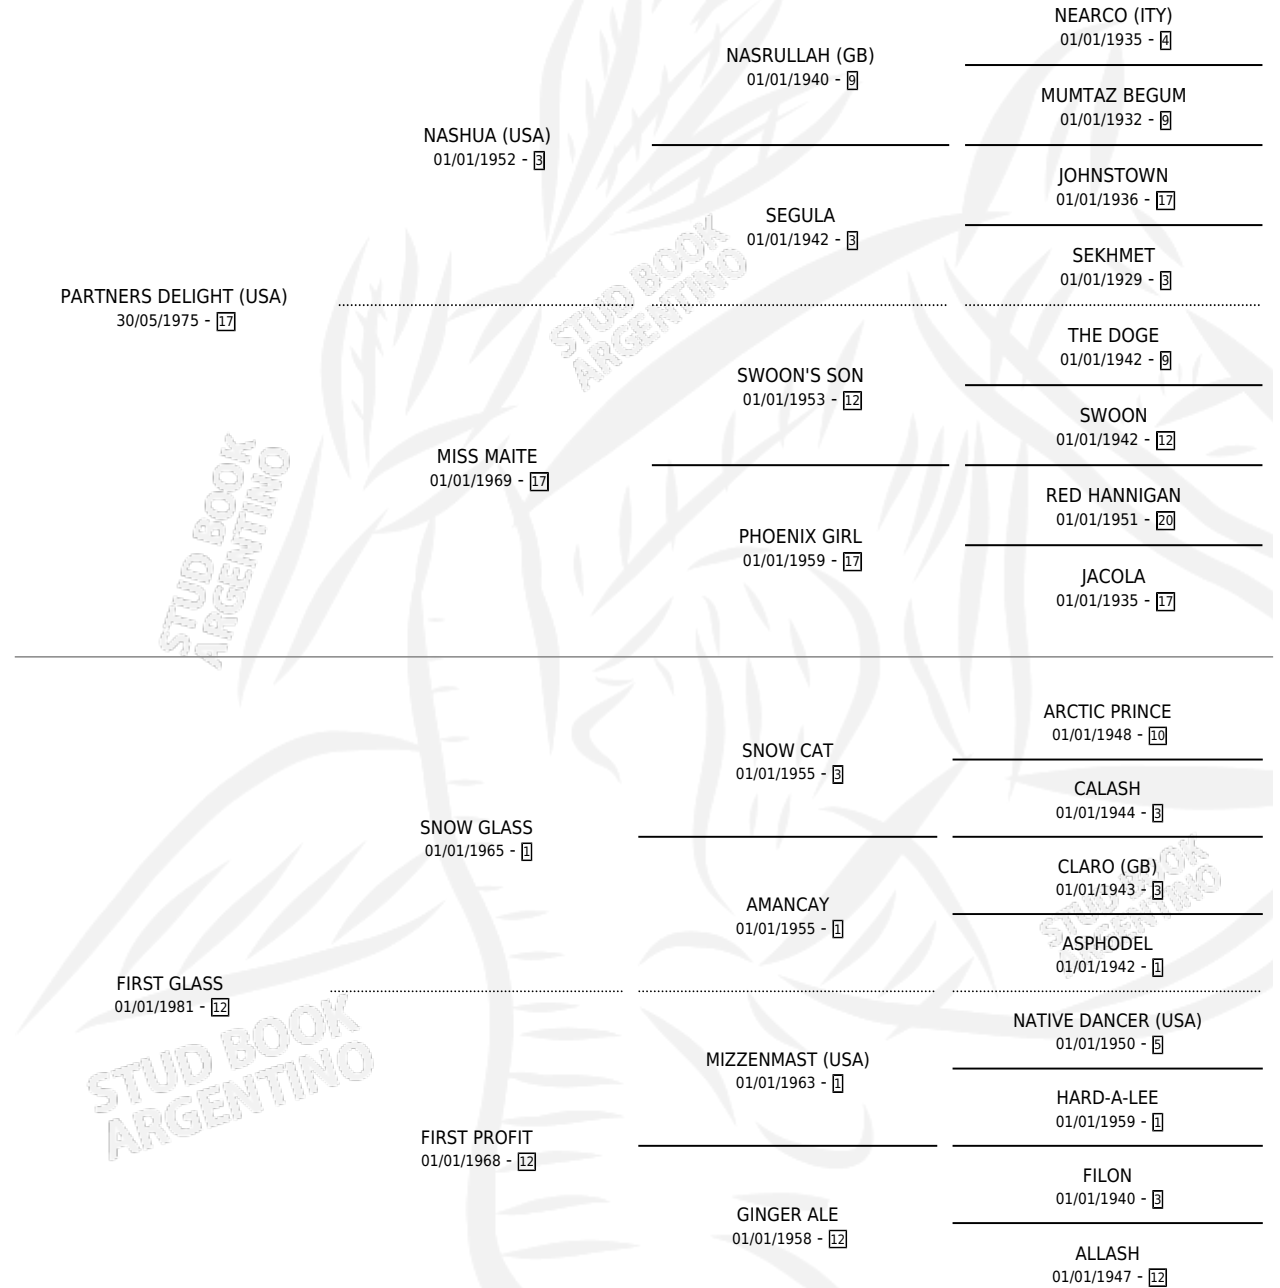 NEARCO (ITY)
01/01/1935 - 4
NASRULLAH (GB)
01/01/1940 - 9
MUMTAZ BEGUM
01/01/1932 - 9
NASHUA (USA)
01/01/1952 - 3
JOHNSTOWN
01/01/1936 - 17
SEGULA
01/01/1942 - 3
SEKHMET
01/01/1929 - 3
PARTNERS DELIGHT (USA)
30/05/1975 - 17
THE DOGE
01/01/1942 - 9
SWOON'S SON
01/01/1953 - 12
SWOON
01/01/1942 - 12
MISS MAITE
01/01/1969 - 17
RED HANNIGAN
01/01/1951 - 20
PHOENIX GIRL
01/01/1959 - 17
JACOLA
01/01/1935 - 17
ARCTIC PRINCE
01/01/1948 - 10
SNOW CAT
01/01/1955 - 3
CALASH
01/01/1944 - 3
SNOW GLASS
01/01/1965 - 1
CLARO (GB)
01/01/1943 - 3
AMANCAY
01/01/1955 - 1
ASPHODEL
01/01/1942 - 1
FIRST GLASS
01/01/1981 - 12
NATIVE DANCER (USA)
01/01/1950 - 5
MIZZENMAST (USA)
01/01/1963 - 1
HARD-A-LEE
01/01/1959 - 1
FIRST PROFIT
01/01/1968 - 12
FILON
01/01/1940 - 3
GINGER ALE
01/01/1958 - 12
ALLASH
01/01/1947 - 12
STUD BOOK
ARGENTINO
STUD BOOK
ARGENTINO
STUD BOOK
ARGENTINO
STUD BOOK
ARGENTINO